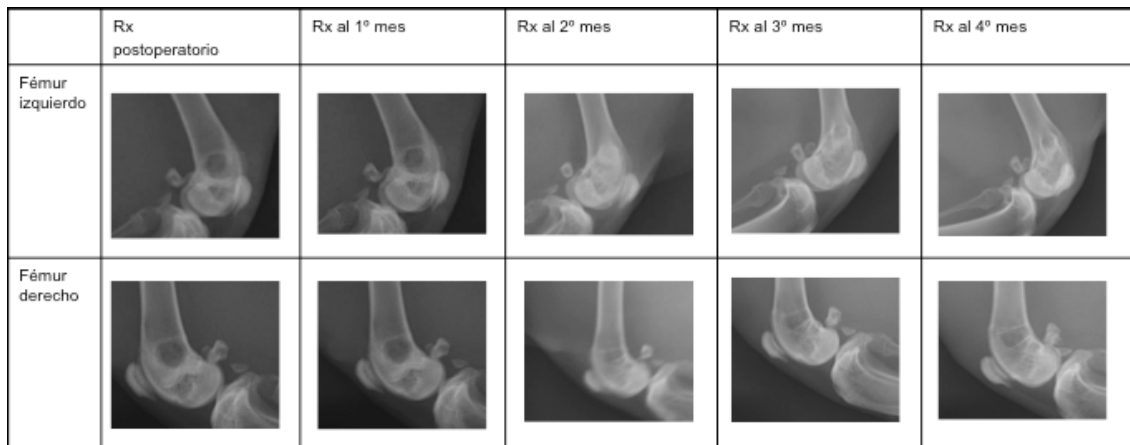 Rx
postoperatorio
Rx al 1º mes
Rx al 2º mes
Rx al 3º mes
Rx al 4º mes
Fémur
izquierdo
Fémur
derecho